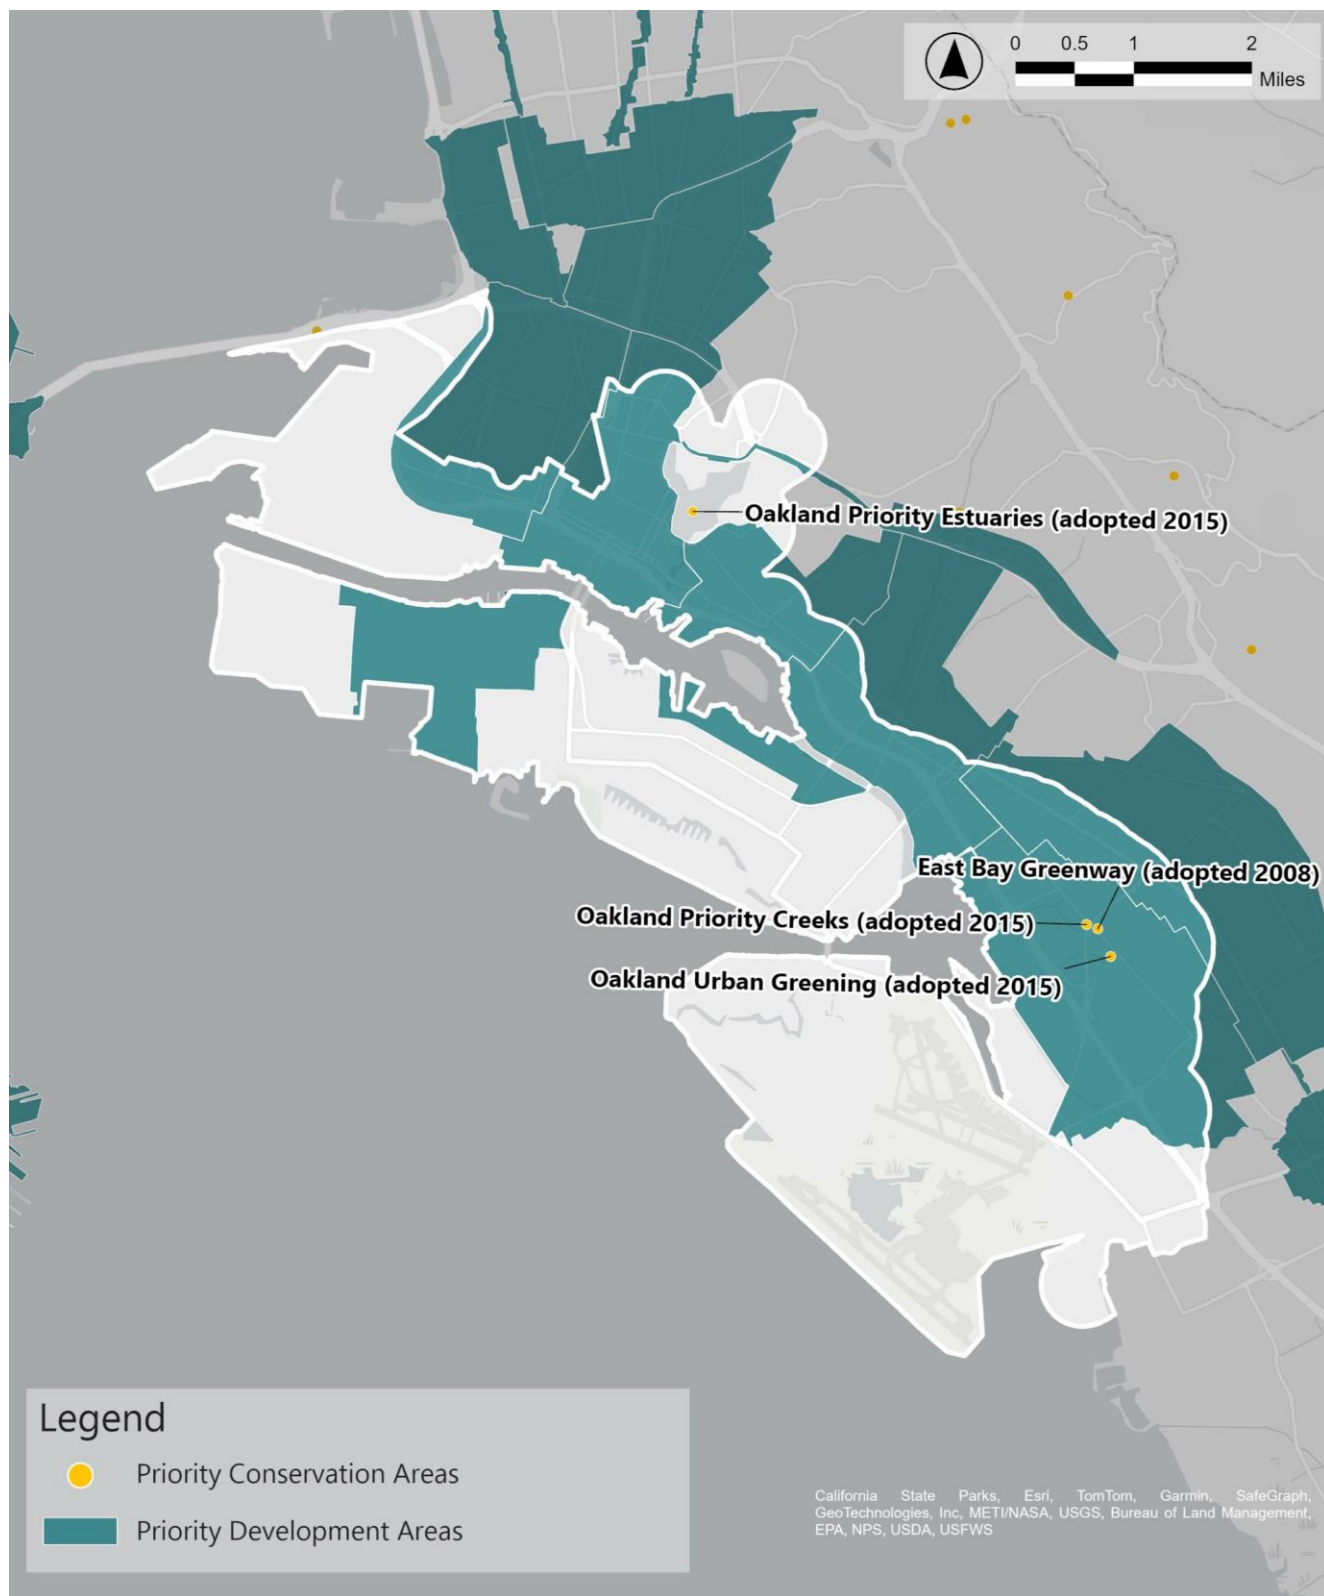 0 0.5 1 2
Miles
Oakland Priority Estuaries (adopted 2015)
East Bay Greenway (adopted 2008)
Oakland Priority Creeks (adopted 2015)
Oakland Urban Greening (adopted 2015)
Legend
Priority Conservation Areas
Priority Development Areas
California State Parks, Esri, TomTom, Garmin, SafeGraph,
GeoTechnologies, Inc, METI/NASA, USGS, Bureau of Land Management,
EPA, NPS, USDA, USFWS